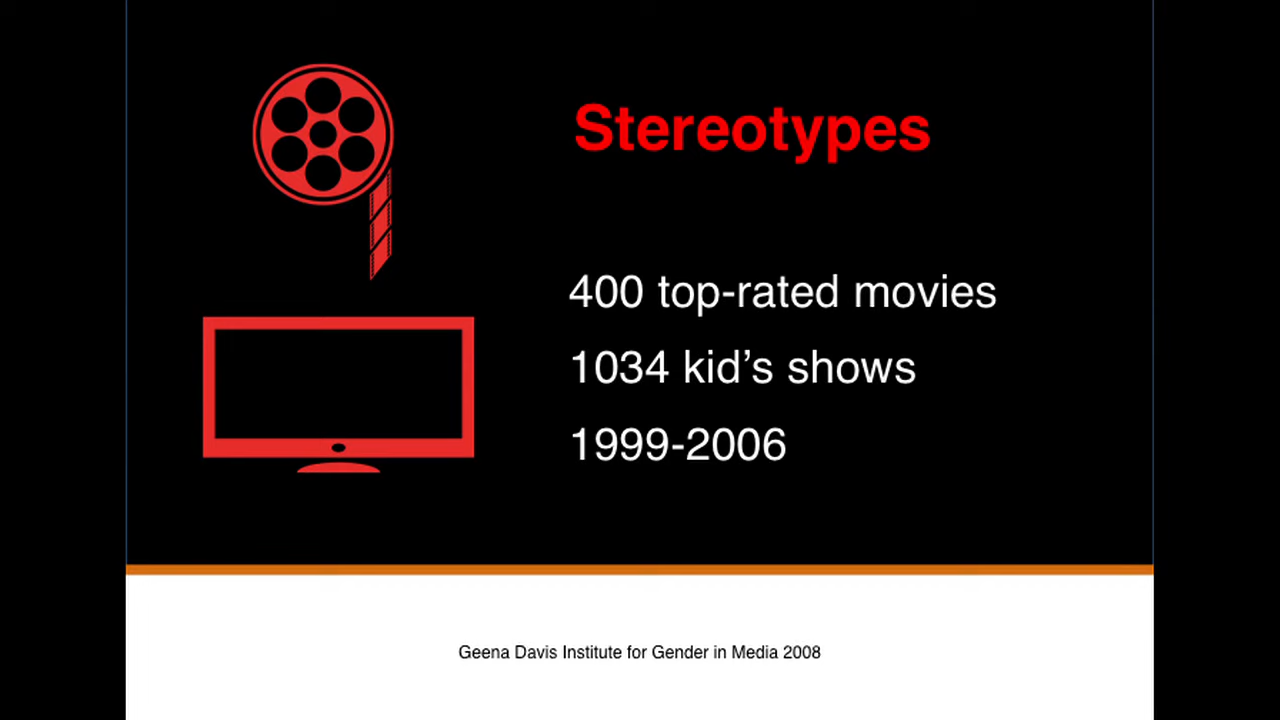 Stereotypes
400 top-rated movies
1034 kid’s shows
1999-2006
Geena Davis Institute for Gender in Media 2008